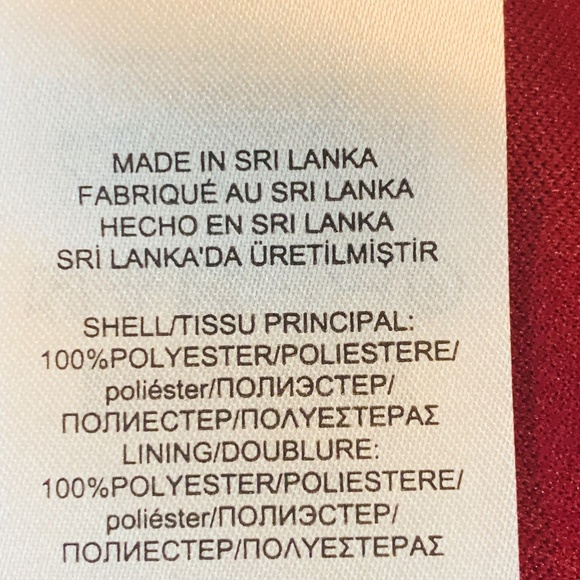 MADE IN SRI LANKA
FABRIQUÉ AU SRI LANKA
HECHO EN SRI LANKA
SRİ LANKA'DA ÜRETİLMİŞTİR
SHELL/TISSU PRINCIPAL:
100%POLYESTER/POLIESTERE/
poliéster/ПОЛИЭСТЕР/
ПОЛИЕСТЕР/ΠΟΛΥΕΣΤΕΡΑΣ
LINING/DOUBLURE:
100%POLYESTER/POLIESTERE/
poliéster/ПОЛИЭСТЕР/
ПОЛИЕСТЕР/ΠΟΛΥΕΣΤΕΡΑΣ